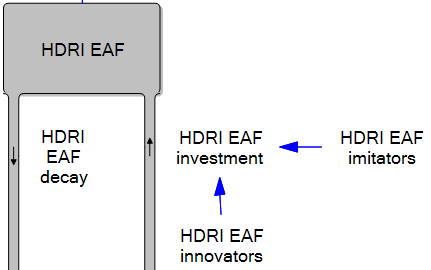 HDRI EAF
HDRI
EAF
decay
HDRI EAF
investment
HDRI EAF
imitators
HDRI EAF
innovators